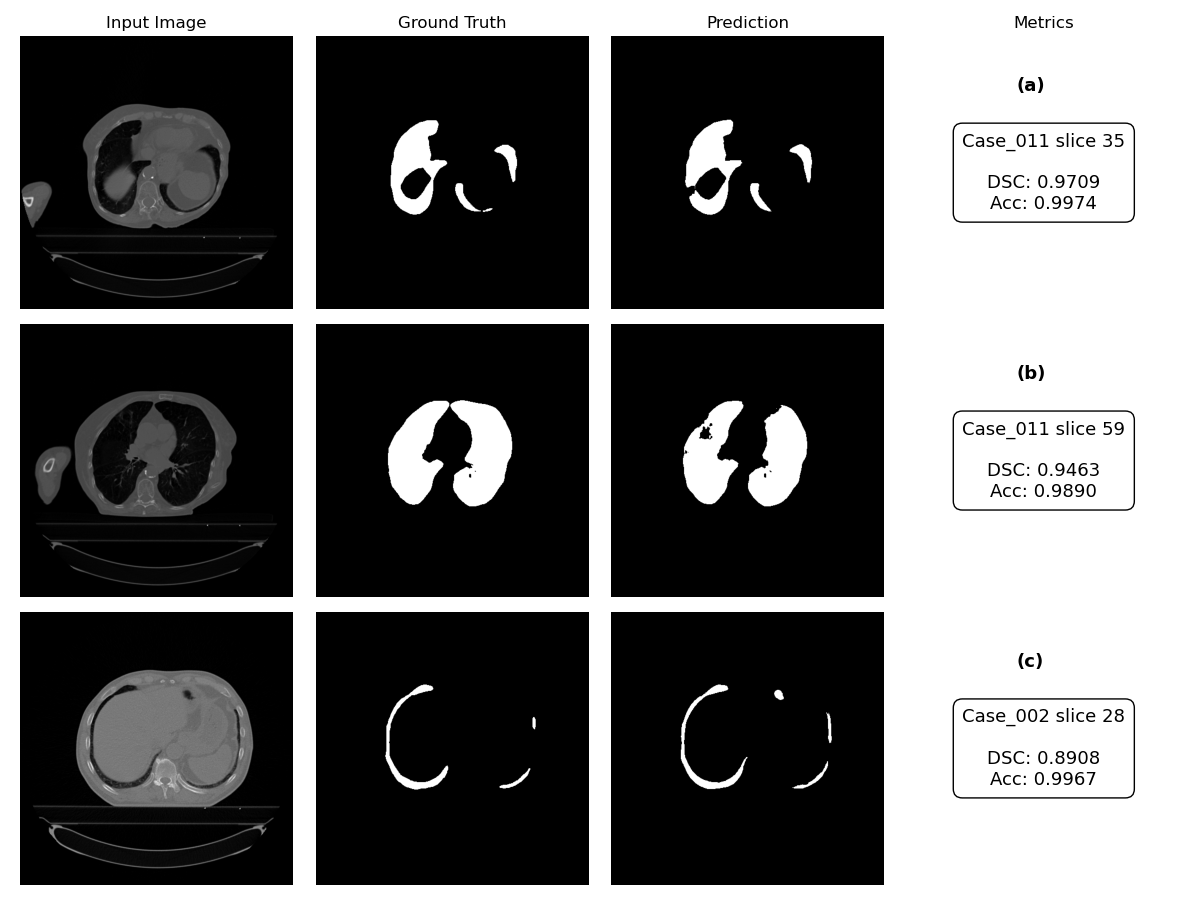 Input Image
Ground Truth
Prediction
Metrics
(a)
Case_011 slice 35
DSC: 0.9709
Acc: 0.9974
(b)
Case_011 slice 59
DSC: 0.9463
Acc: 0.9890
(c)
Case_002 slice 28
DSC: 0.8908
Acc: 0.9967